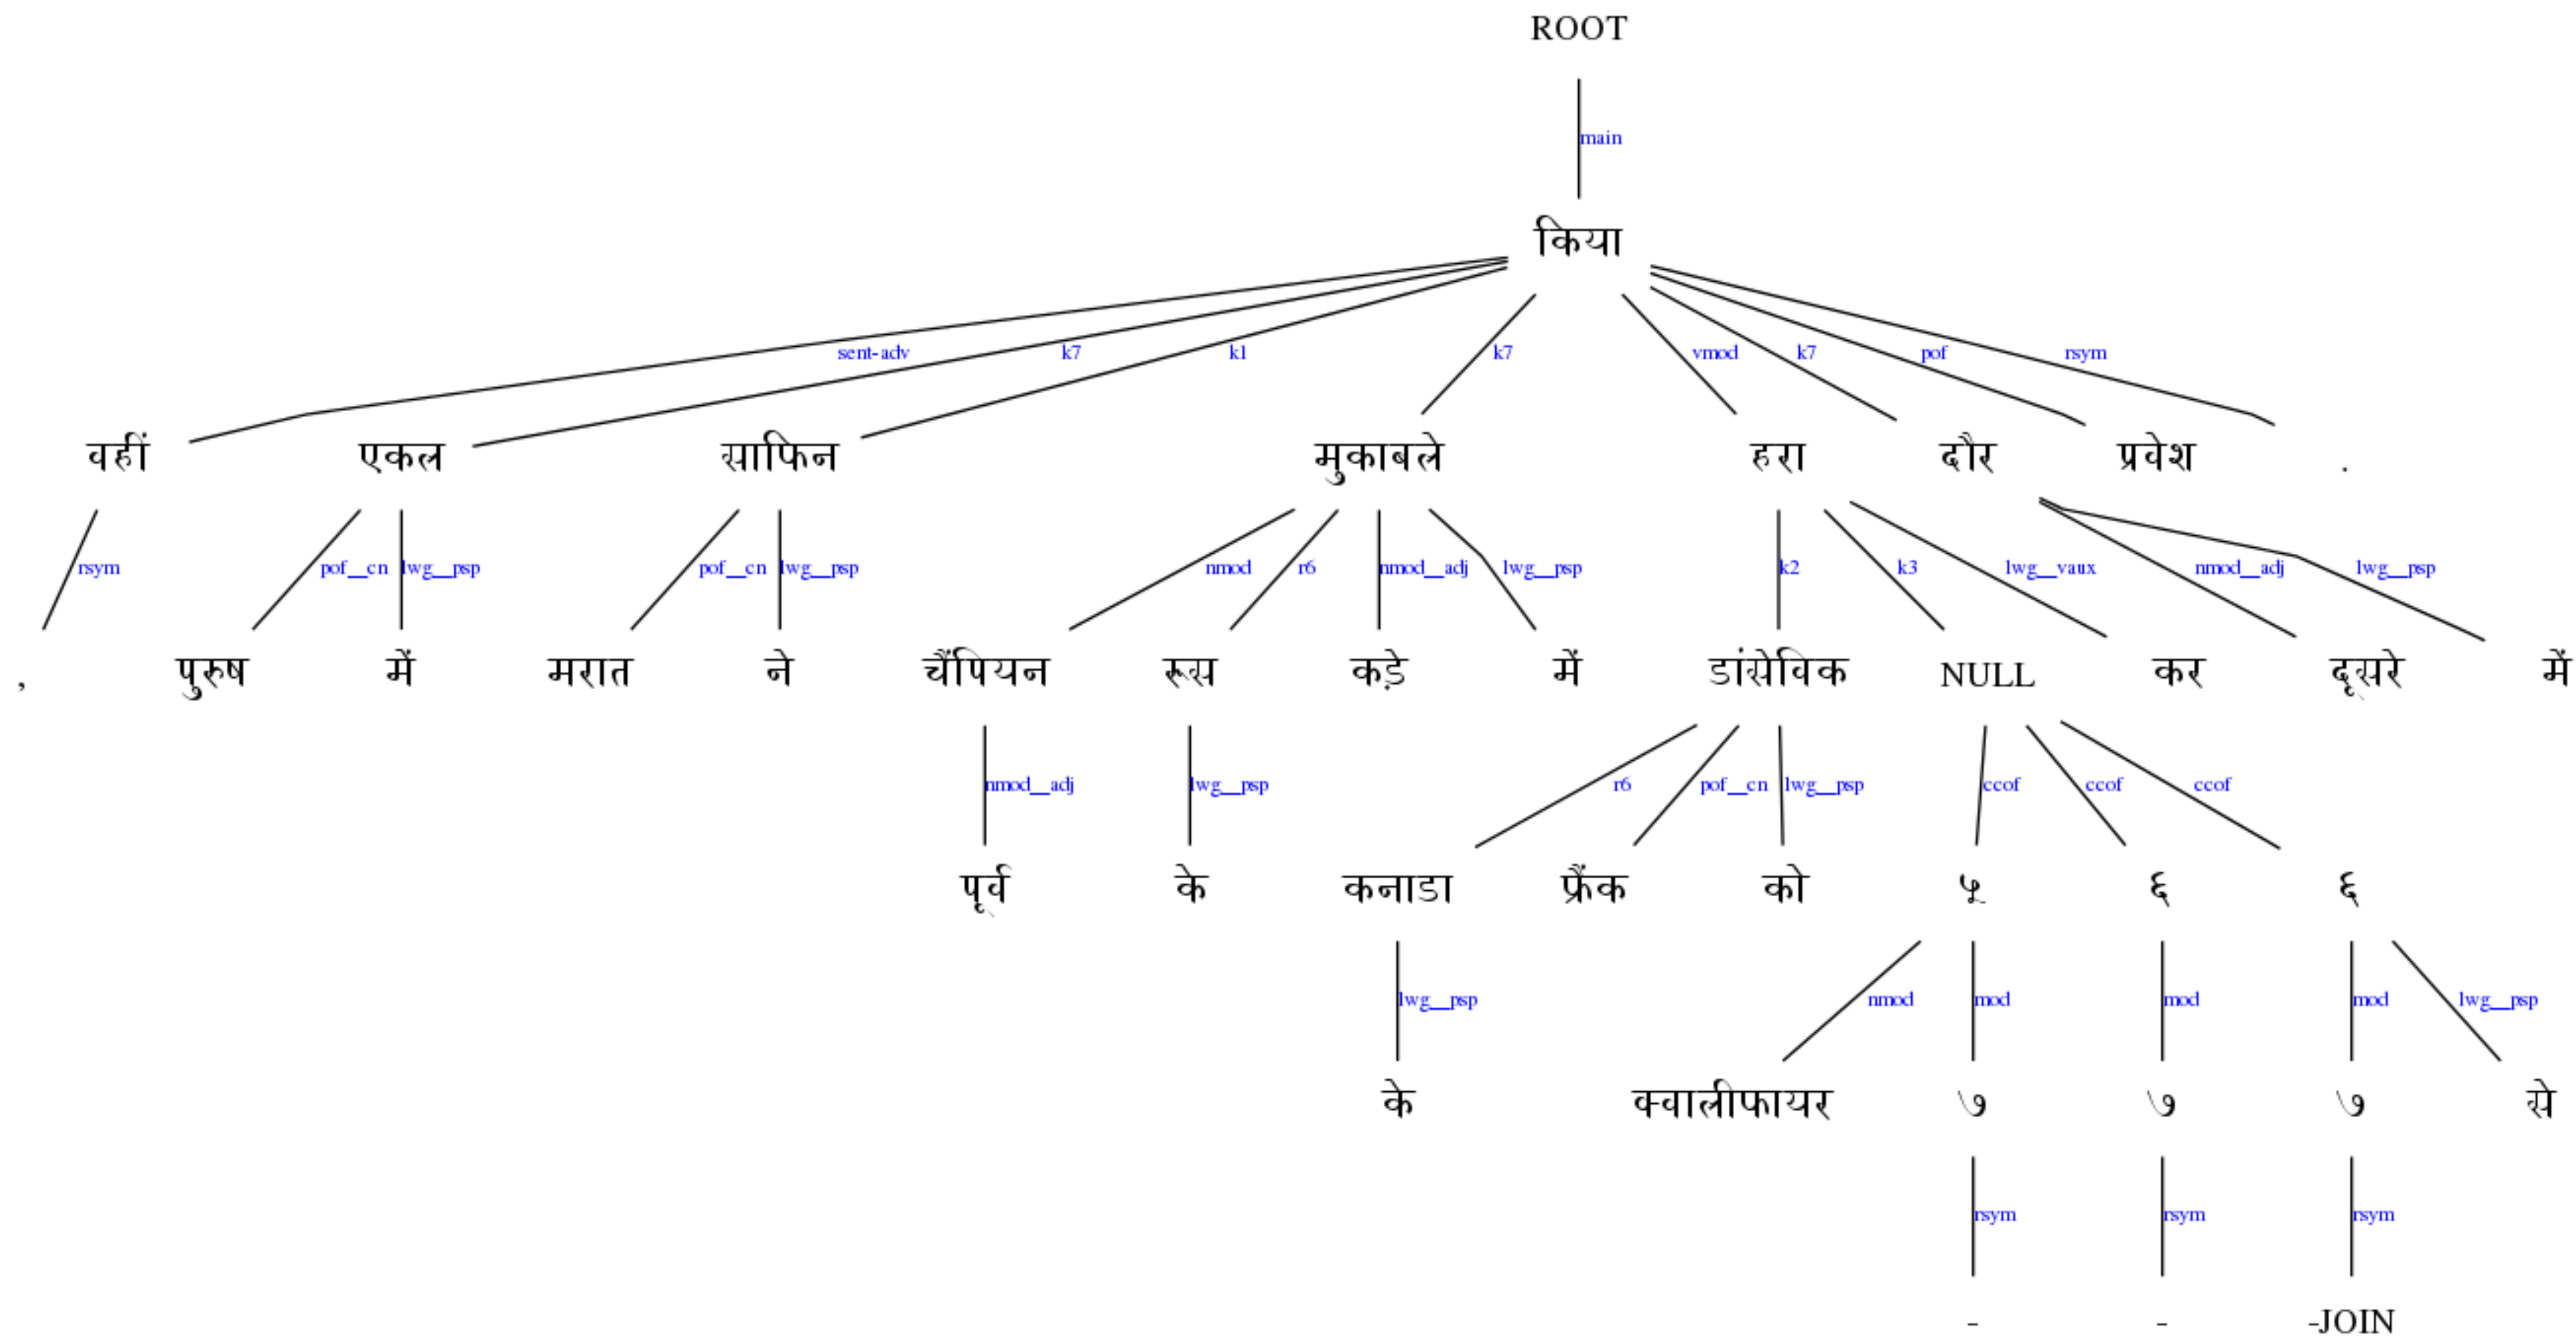 ROOT
main
किया
sent-adv k7 k1 k7 vmod k7 pof rsym
वहीं एकल साफिन मुकाबले हरा दौर प्रवेश .
rsym pof__cn lwg__psp pof__cn lwg__psp nmod r6 nmod__adj lwg__psp k2 k3 lwg__vaux nmod__adj lwg__psp
, पुरुष में मरात ने चैंपियन रूस कड़े में डांसेविक NULL कर दूसरे में
nmod__adj lwg__psp r6 pof__cn lwg__psp ccof ccof ccof
पूर्व के कनाडा फ्रैंक को ५ ६ ६
lwg__psp nmod mod mod mod lwg__psp
के क्वालीफायर ७ ७ ७ से
rsym rsym rsym
- - -JOIN